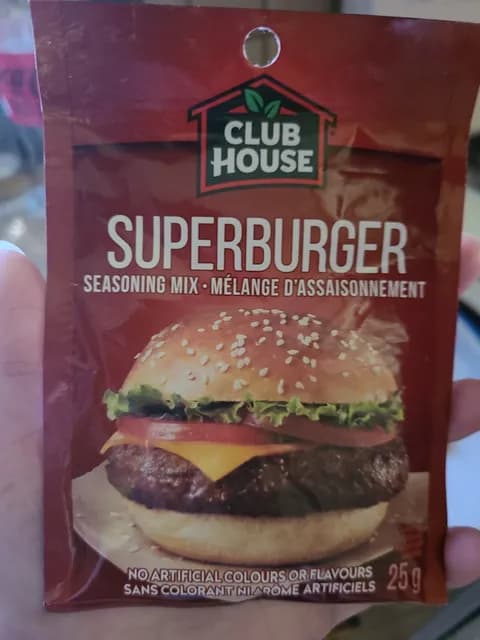 CLUB
HOUSE
SUPERBURGER
SEASONING MIX • MÉLANGE D'ASSAISONNEMENT
NO ARTIFICIAL COLOURS OR FLAVOURS
SANS COLORANT NI ARÔME ARTIFICIELS
25 g